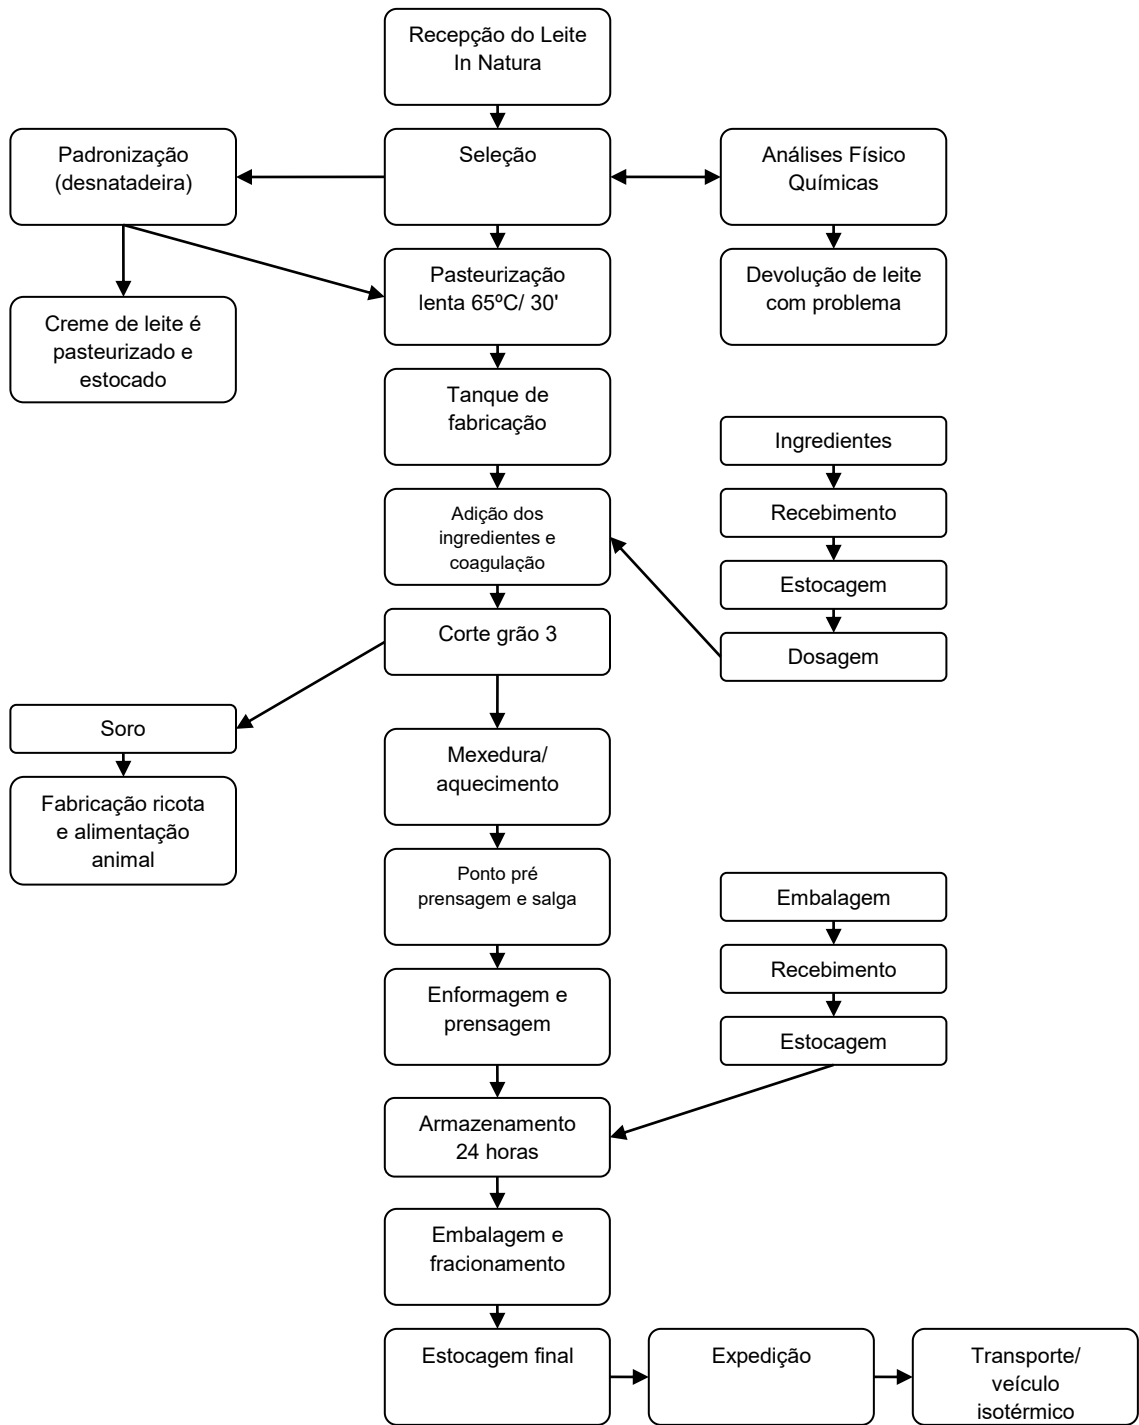 Recepção do Leite
In Natura
Padronização
(desnatadeira)
Seleção
Análises Físico
Químicas
Pasteurização
lenta 65ºC/ 30'
Devolução de leite
com problema
Creme de leite é
pasteurizado e
estocado
Tanque de
fabricação
Ingredientes
Recebimento
Adição dos
ingredientes e
coagulação
Estocagem
Corte grão 3
Dosagem
Soro
Mexedura/
aquecimento
Fabricação ricota
e alimentação
animal
Ponto pré
prensagem e salga
Embalagem
Recebimento
Enformagem e
prensagem
Estocagem
Armazenamento
24 horas
Embalagem e
fracionamento
Estocagem final
Expedição
Transporte/
veículo
isotérmico